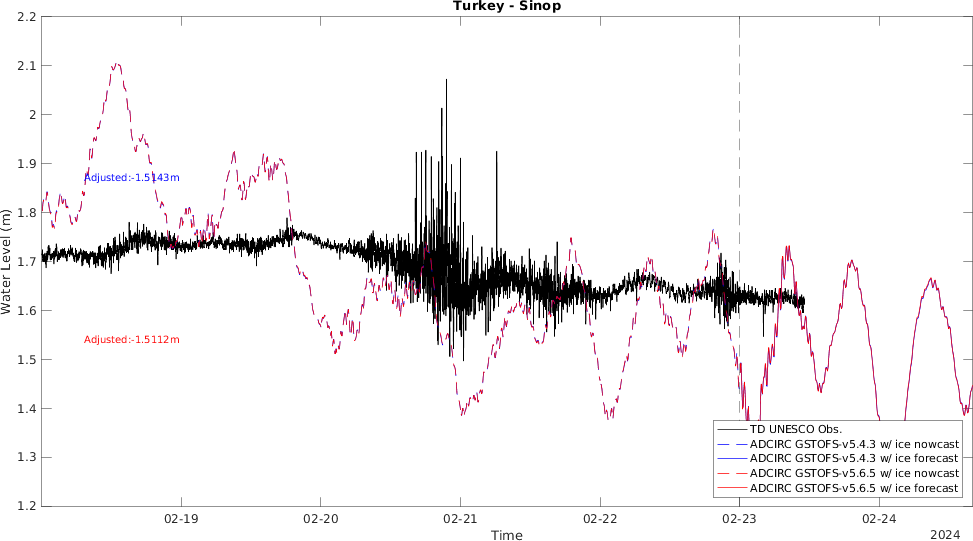 Turkey - Sinop
2.2
2.1
2
1.9
1.8
1.7
1.6
1.5
1.4
1.3
1.2
Water Level (m)
Adjusted:-1.5143m
Adjusted:-1.5112m
TD UNESCO Obs.
ADCIRC GSTOFS-v5.4.3 w/ ice nowcast
ADCIRC GSTOFS-v5.4.3 w/ ice forecast
ADCIRC GSTOFS-v5.6.5 w/ ice nowcast
ADCIRC GSTOFS-v5.6.5 w/ ice forecast
02-19 02-20 02-21 02-22 02-23 02-24
Time
2024